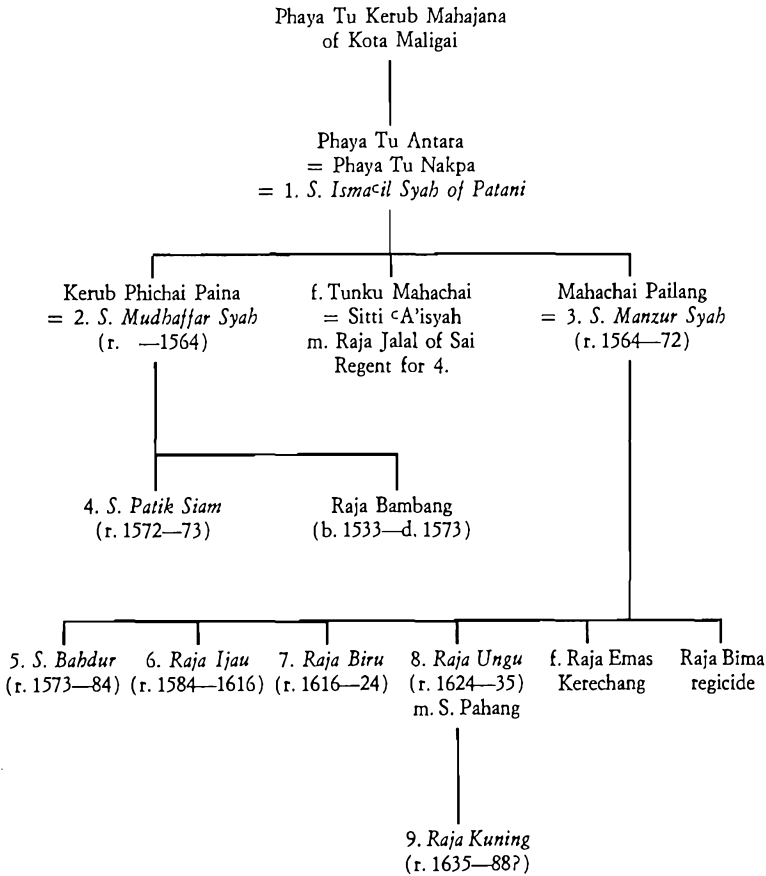 Phaya Tu Kerub Mahajana
of Kota Maligai
Phaya Tu Antara
= Phaya Tu Nakpa
= 1. S. Ismaᶜil Syah of Patani
Kerub Phichai Paina
= 2. S. Mudhaffar Syah
(r. —1564)
f. Tunku Mahachai
= Sitti ᶜA'isyah
m. Raja Jalal of Sai
Regent for 4.
Mahachai Pailang
= 3. S. Manzur Syah
(r. 1564—72)
4. S. Patik Siam
(r. 1572—73)
Raja Bambang
(b. 1533—d. 1573)
5. S. Bahdur
(r. 1573—84)
6. Raja Ijau
(r. 1584—1616)
7. Raja Biru
(r. 1616—24)
8. Raja Ungu
(r. 1624—35)
m. S. Pahang
f. Raja Emas
Kerechang
Raja Bima
regicide
9. Raja Kuning
(r. 1635—88?)